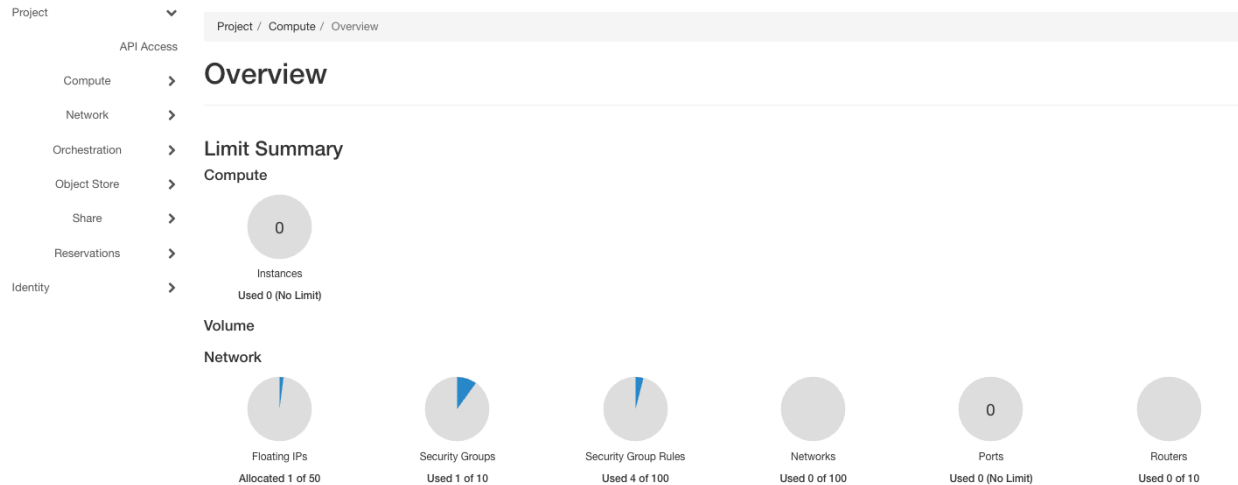 Project
API Access
Compute
Network
Orchestration
Object Store
Share
Reservations
Identity
Project / Compute / Overview
Overview
Limit Summary
Compute
0
Instances
Used 0 (No Limit)
Volume
Network
0
Floating IPs Security Groups Security Group Rules Networks Ports Routers
Allocated 1 of 50 Used 1 of 10 Used 4 of 100 Used 0 of 100 Used 0 (No Limit) Used 0 of 10